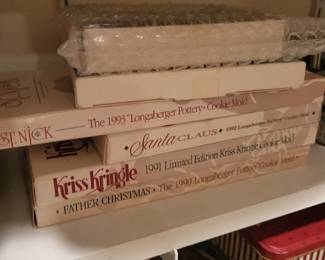 ST. NICK - The 1993 Longaberger Pottery Cookie Mold
Santa CLAUS • 1992 Longaberger Pottery Cookie Mold
Kriss Kringle 1991 Limited Edition Kriss Kringle Cookie Mold
FATHER CHRISTMAS • The 1990 Longaberger Pottery Cookie Mold